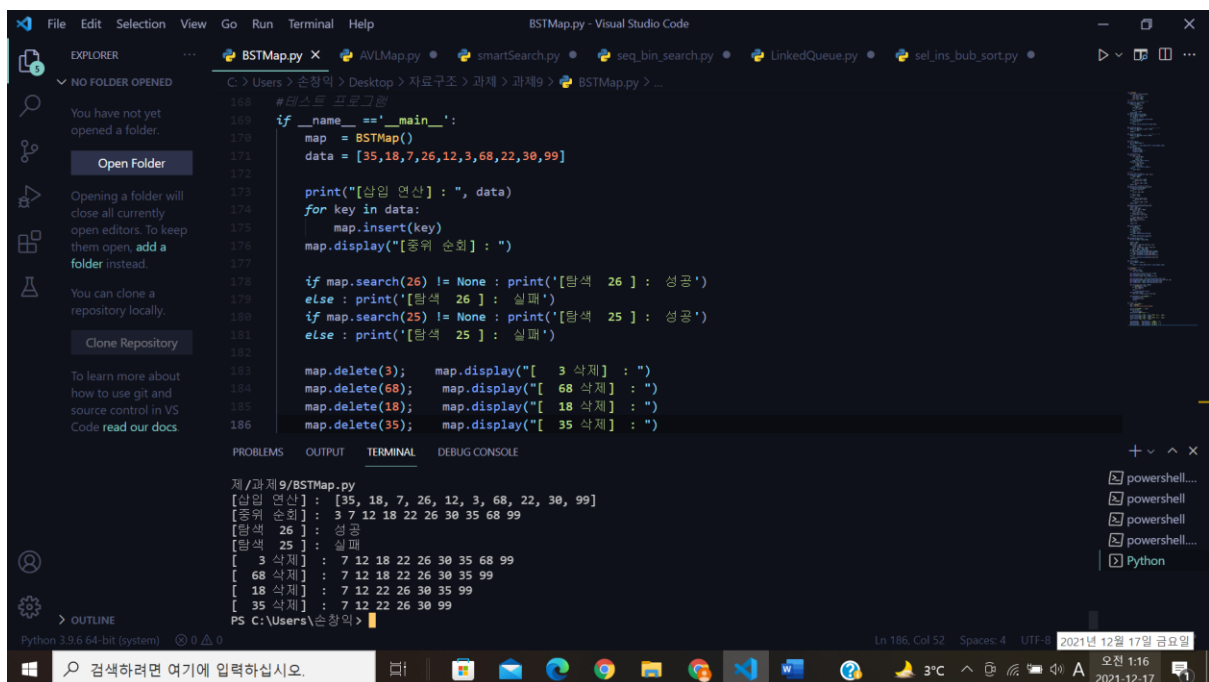 File Edit Selection View Go Run Terminal Help
BSTMap.py - Visual Studio Code
EXPLORER ...
BSTMap.py AVLMap.py smartSearch.py seq_bin_search.py LinkedQueue.py sel_ins_bub_sort.py
NO FOLDER OPENED
C: > Users > 손창익 > Desktop > 자료구조 > 과제 > 과제9 > BSTMap.py > ...
You have not yet
opened a folder.
Open Folder
Opening a folder will
close all currently
open editors. To keep
them open, add a
folder instead.
You can clone a
repository locally.
Clone Repository
To learn more about
how to use git and
source control in VS
Code read our docs.
OUTLINE
5
168 #테스트 프로그램
169 if __name__ =='__main__':
170 map = BSTMap()
171 data = [35,18,7,26,12,3,68,22,30,99]
172
173 print("[삽입 연산] : ", data)
174 for key in data:
175 map.insert(key)
176 map.display("[중위 순회] : ")
177
178 if map.search(26) != None : print('[탐색 26 ] : 성공')
179 else : print('[탐색 26 ] : 실패')
180 if map.search(25) != None : print('[탐색 25 ] : 성공')
181 else : print('[탐색 25 ] : 실패')
182
183 map.delete(3); map.display("[ 3 삭제] : ")
184 map.delete(68); map.display("[ 68 삭제] : ")
185 map.delete(18); map.display("[ 18 삭제] : ")
186 map.delete(35); map.display("[ 35 삭제] : ")
PROBLEMS OUTPUT TERMINAL DEBUG CONSOLE
제/과제9/BSTMap.py
[삽입 연산] : [35, 18, 7, 26, 12, 3, 68, 22, 30, 99]
[중위 순회] : 3 7 12 18 22 26 30 35 68 99
[탐색 26 ] : 성공
[탐색 25 ] : 실패
[ 3 삭제] : 7 12 18 22 26 30 35 68 99
[ 68 삭제] : 7 12 18 22 26 30 35 99
[ 18 삭제] : 7 12 22 26 30 35 99
[ 35 삭제] : 7 12 22 26 30 99
PS C:\Users\손창익>
powershell....
powershell
powershell
powershell....
Python
Python 3.9.6 64-bit (system) 0 0
Ln 186, Col 52 Spaces: 4 UTF-8
2021년 12월 17일 금요일
검색하려면 여기에 입력하십시오.
3°C A
오전 1:16
2021-12-17